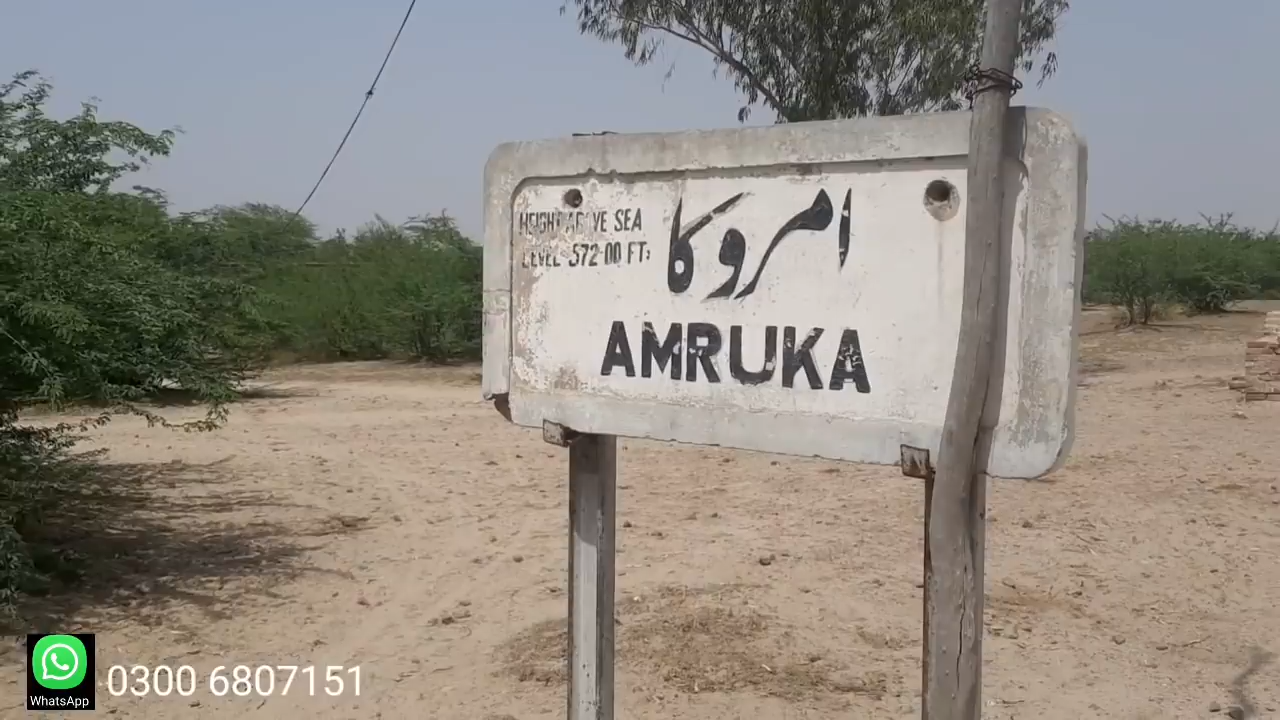 HEIGHT ABOVE SEA
LEVEL 572·00 FT;
امروکا
AMRUKA
WhatsApp
0300 6807151